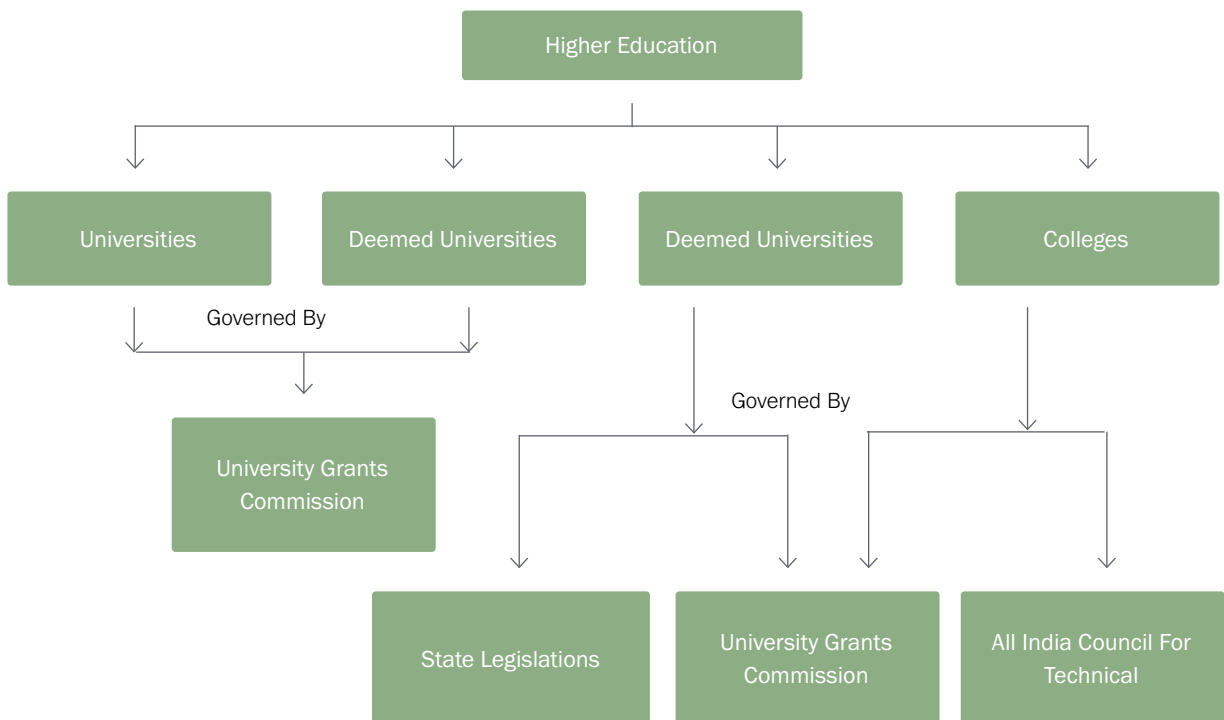 Higher Education
Universities
Deemed Universities
Deemed Universities
Colleges
Governed By
Governed By
University Grants
Commission
State Legislations
University Grants
Commission
All India Council For
Technical